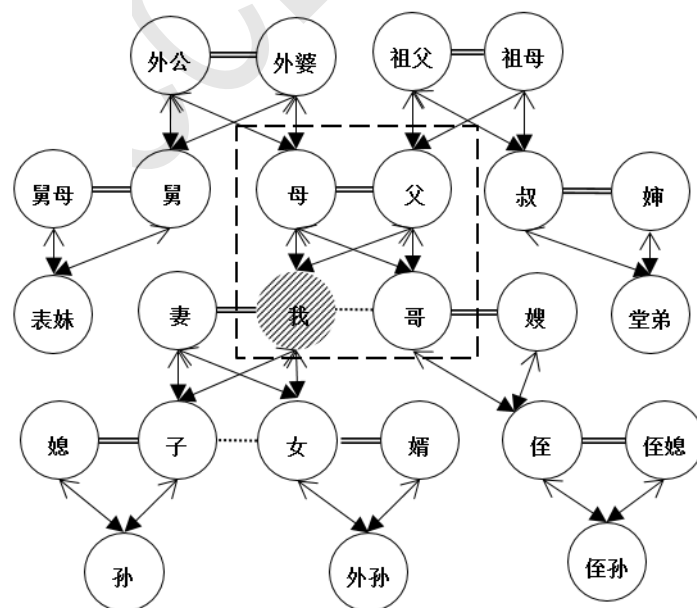 外公 外婆 祖父 祖母
舅母 舅 母 父 叔 婶
表妹 妻 我 哥 嫂 堂弟
媳 子 女 婿 侄 侄媳
孙 外孙 侄孙